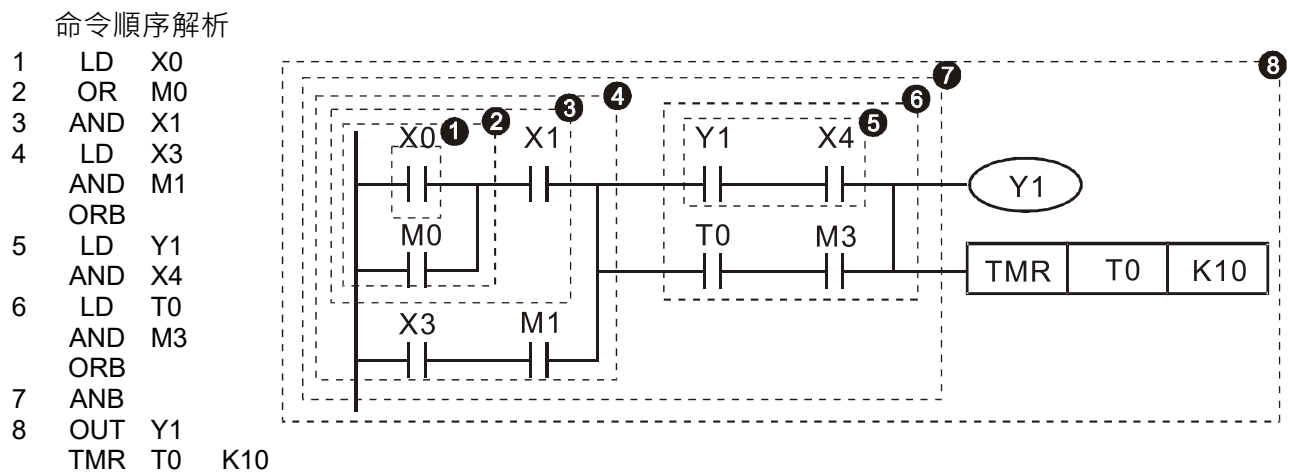 命令順序解析
1 LD X0
2 OR M0
3 AND X1
4 LD X3
AND M1
ORB
5 LD Y1
AND X4
6 LD T0
AND M3
ORB
7 ANB
8 OUT Y1
TMR T0 K10
8
7
6
4
3
X0 1 2 X1 Y1 X4 5
Y1
M0 T0 M3
TMR T0 K10
X3 M1